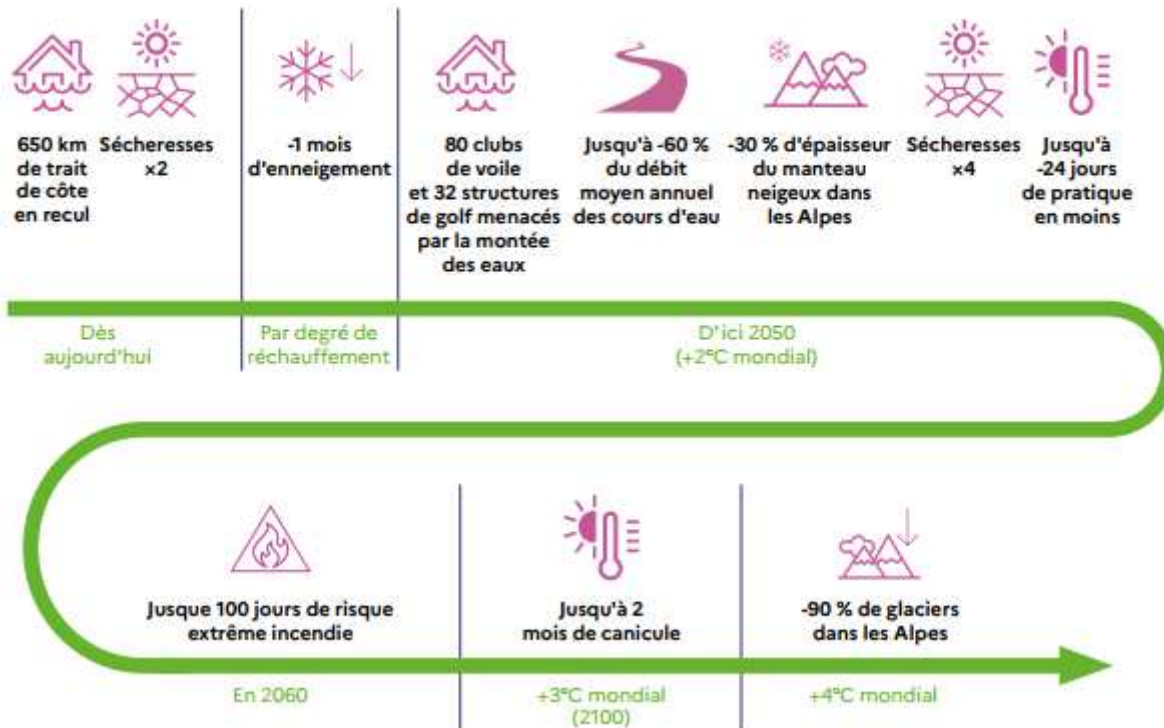 650 km
de trait
de côte
en recul
Sécheresses
x2
-1 mois
d'enneigement
80 clubs
de voile
et 32 structures
de golf menacés
par la montée
des eaux
Jusqu'à -60 %
du débit
moyen annuel
des cours d'eau
-30 % d'épaisseur
du manteau
neigeux dans
les Alpes
Sécheresses
x4
Jusqu'à
-24 jours
de pratique
en moins
Dès
aujourd'hui
Par degré de
réchauffement
D'ici 2050
(+2°C mondial)
Jusque 100 jours de risque
extrême incendie
Jusqu'à 2
mois de canicule
-90 % de glaciers
dans les Alpes
En 2060
+3°C mondial
(2100)
+4°C mondial